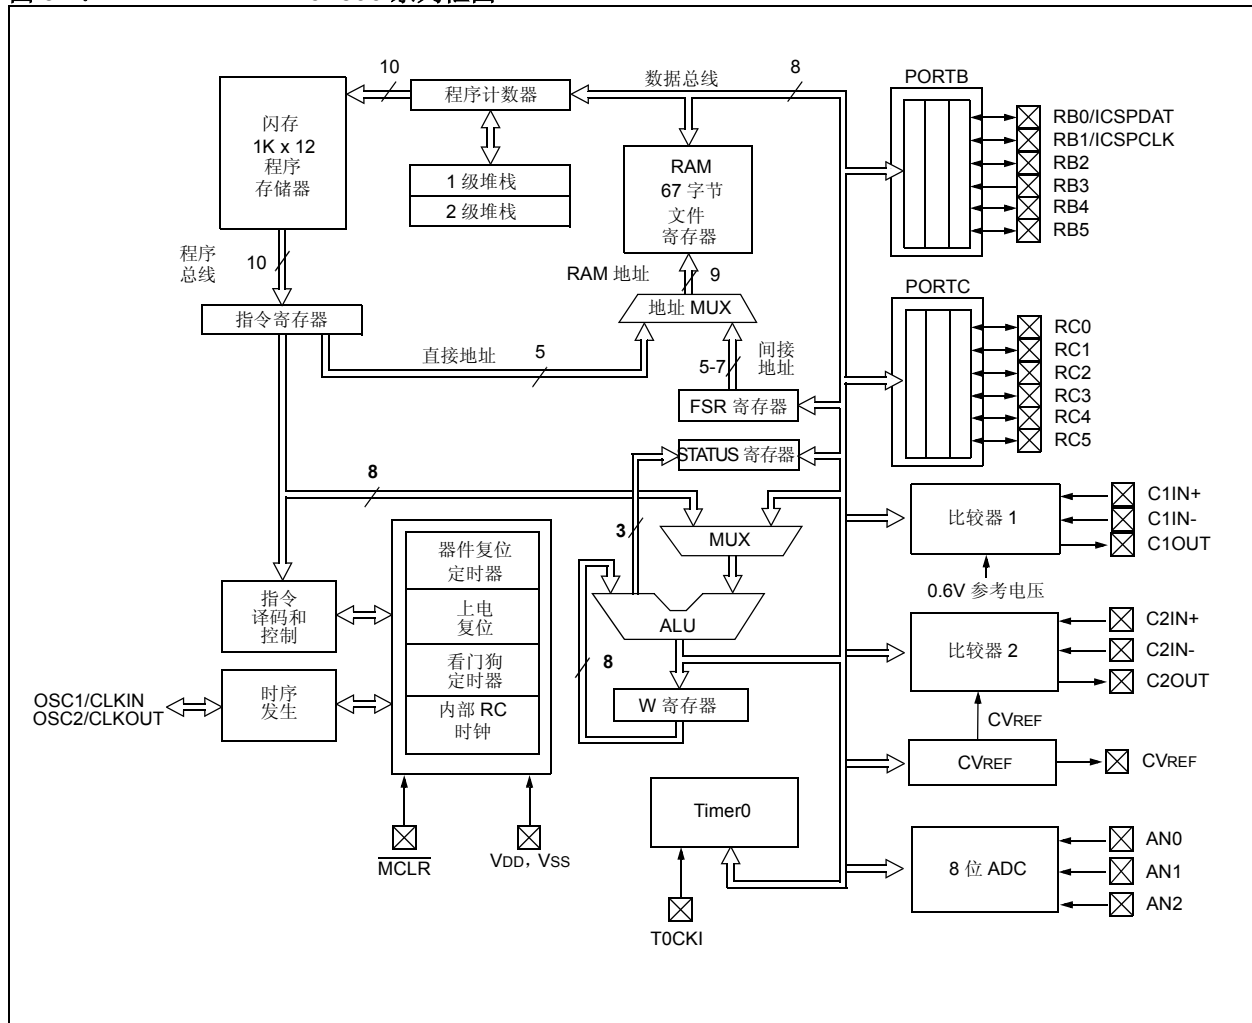 10
数据总线
8
程序计数器
闪存
1K x 12
程序
存储器
1 级堆栈
2 级堆栈
RAM
67 字节
文件
寄存器
PORTB
RB0/ICSPDAT
RB1/ICSPCLK
RB2
RB3
RB4
RB5
程序
总线
10
RAM 地址
9
地址 MUX
指令寄存器
直接地址
5
5-7
间接
地址
FSR 寄存器
PORTC
RC0
RC1
RC2
RC3
RC4
RC5
STATUS 寄存器
8
3
MUX
比较器 1
C1IN+
C1IN-
C1OUT
0.6V 参考电压
器件复位
定时器
上电
复位
看门狗
定时器
内部 RC
时钟
指令
译码和
控制
ALU
8
比较器 2
C2IN+
C2IN-
C2OUT
OSC1/CLKIN
OSC2/CLKOUT
时序
发生
W 寄存器
CVREF
CVREF
CVREF
MCLR
VDD，VSS
Timer0
T0CKI
8 位 ADC
AN0
AN1
AN2